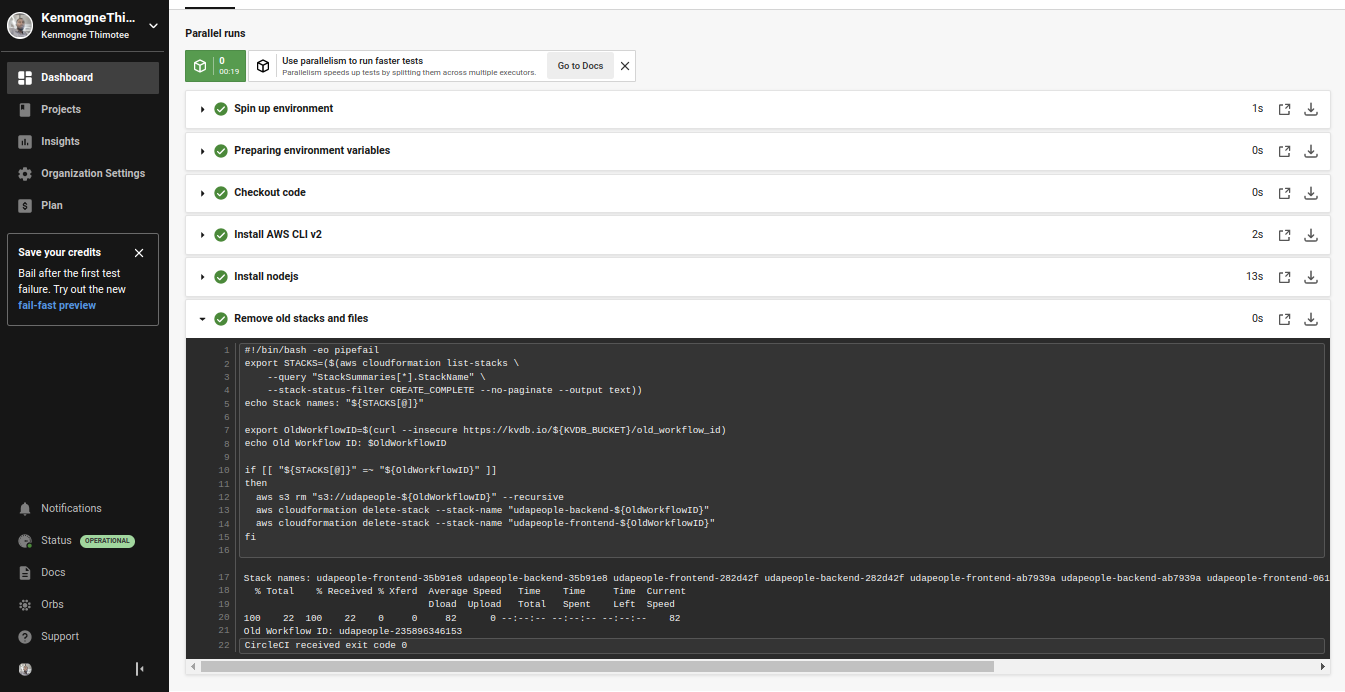 KenmogneThi...
Kenmogne Thimotee
Dashboard
Projects
Insights
Organization Settings
$ Plan
Save your credits
Bail after the first test
failure. Try out the new
fail-fast preview
Notifications
Status OPERATIONAL
Docs
Orbs
? Support
Parallel runs
0
00:19
Use parallelism to run faster tests
Parallelism speeds up tests by splitting them across multiple executors.
Go to Docs
Spin up environment 1s
Preparing environment variables 0s
Checkout code 0s
Install AWS CLI v2 2s
Install nodejs 13s
Remove old stacks and files 0s
1 #!/bin/bash -eo pipefail
2 export STACKS=($(aws cloudformation list-stacks \
3 --query "StackSummaries[*].StackName" \
4 --stack-status-filter CREATE_COMPLETE --no-paginate --output text))
5 echo Stack names: "${STACKS[@]}"
6
7 export OldWorkflowID=$(curl --insecure https://kvdb.io/${KVDB_BUCKET}/old_workflow_id)
8 echo Old Workflow ID: $OldWorkflowID
9
10 if [[ "${STACKS[@]}" =~ "${OldWorkflowID}" ]]
11 then
12 aws s3 rm "s3://udapeople-${OldWorkflowID}" --recursive
13 aws cloudformation delete-stack --stack-name "udapeople-backend-${OldWorkflowID}"
14 aws cloudformation delete-stack --stack-name "udapeople-frontend-${OldWorkflowID}"
15 fi
16
17 Stack names: udapeople-frontend-35b91e8 udapeople-backend-35b91e8 udapeople-frontend-282d42f udapeople-backend-282d42f udapeople-frontend-ab7939a udapeople-backend-ab7939a udapeople-frontend-061
18 % Total % Received % Xferd Average Speed Time Time Time Current
19 Dload Upload Total Spent Left Speed
20 100 22 100 22 0 0 82 0 --:--:-- --:--:-- --:--:-- 82
21 Old Workflow ID: udapeople-235896346153
22 CircleCI received exit code 0